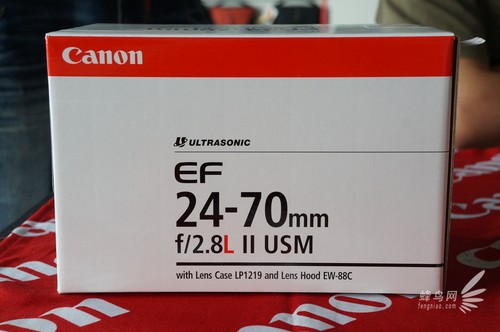 Canon
ULTRASONIC
EF
24-70mm
f/2.8L II USM
with Lens Case LP1219 and Lens Hood EW-88C
蜂鸟网
fengniao.com